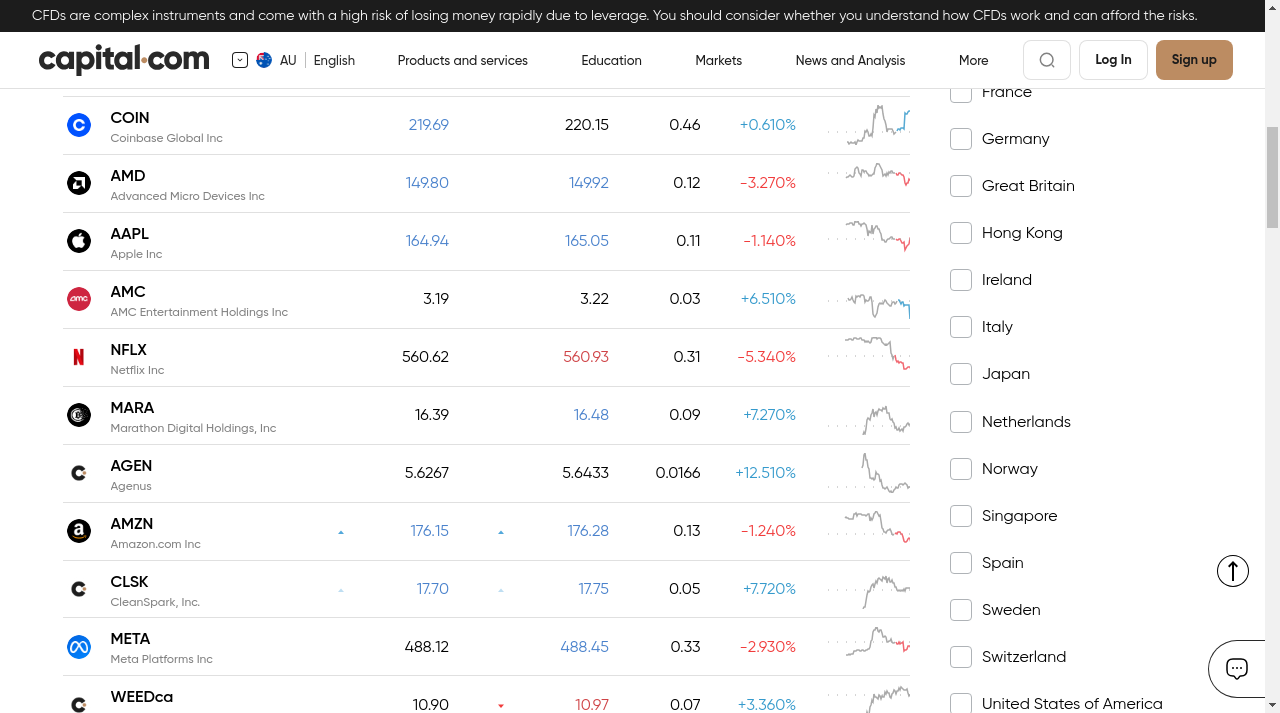 CFDs are complex instruments and come with a high risk of losing money rapidly due to leverage. You should consider whether you understand how CFDs work and can afford the risks.
capital.com AU English Products and services Education Markets News and Analysis More Log In Sign up
COIN
Coinbase Global Inc
219.69 220.15 0.46 +0.610%
AMD
Advanced Micro Devices Inc
149.80 149.92 0.12 -3.270%
AAPL
Apple Inc
164.94 165.05 0.11 -1.140%
amc
AMC
AMC Entertainment Holdings Inc
3.19 3.22 0.03 +6.510%
NFLX
Netflix Inc
560.62 560.93 0.31 -5.340%
MARA
Marathon Digital Holdings, Inc
16.39 16.48 0.09 +7.270%
AGEN
Agenus
5.6267 5.6433 0.0166 +12.510%
AMZN
Amazon.com Inc
176.15 176.28 0.13 -1.240%
CLSK
CleanSpark, Inc.
17.70 17.75 0.05 +7.720%
META
Meta Platforms Inc
488.12 488.45 0.33 -2.930%
WEEDca
10.90 10.97 0.07 +3.360%
France
Germany
Great Britain
Hong Kong
Ireland
Italy
Japan
Netherlands
Norway
Singapore
Spain
Sweden
Switzerland
United States of America